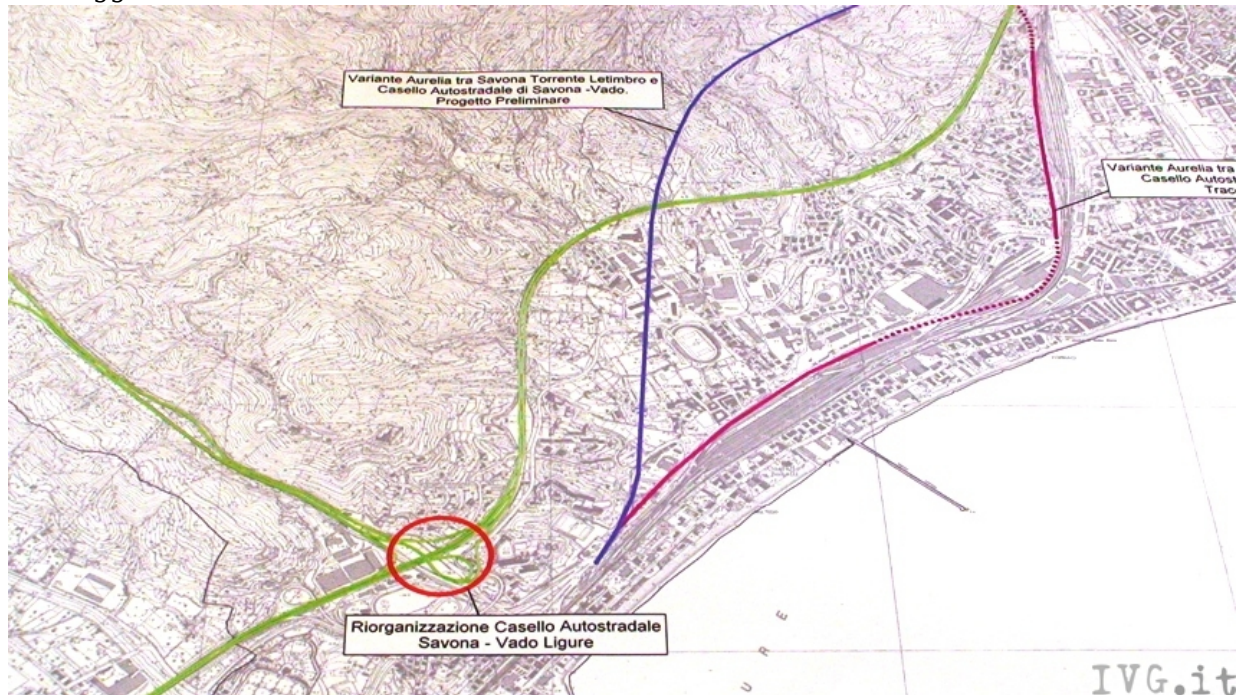 Variante Aurelia tra Savona Torrente Letimbro e
Casello Autostradale di Savona -Vado.
Progetto Preliminare
Variante Aurelia tra
Casello Autost
Trac
Riorganizzazione Casello Autostradale
Savona - Vado Ligure
U R E
IVG.it